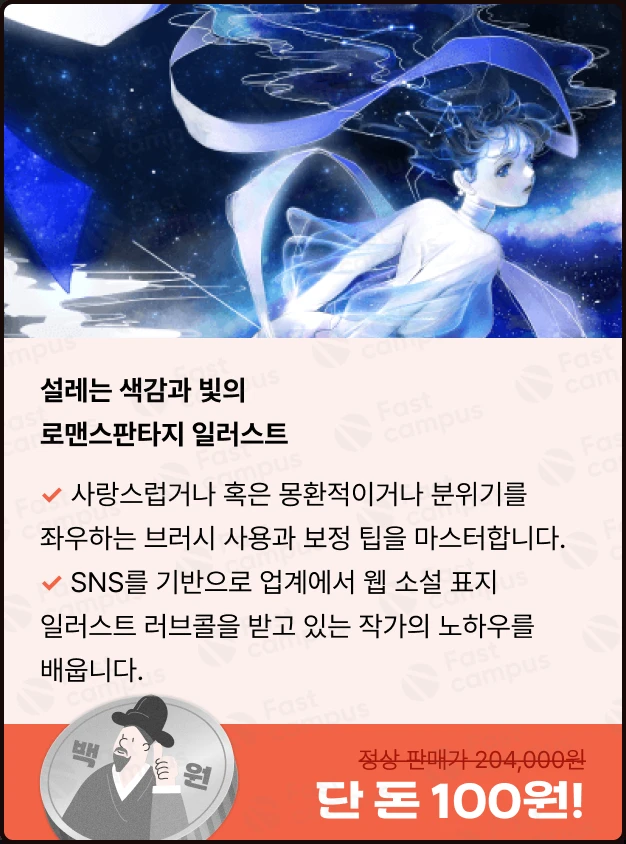 설레는 색감과 빛의
로맨스판타지 일러스트
✓ 사랑스럽거나 혹은 몽환적이거나 분위기를
좌우하는 브러시 사용과 보정 팁을 마스터합니다.
✓ SNS를 기반으로 업계에서 웹 소설 표지
일러스트 러브콜을 받고 있는 작가의 노하우를
배웁니다.
백 원
정상 판매가 204,000원
단 돈 100원!
Fast campus